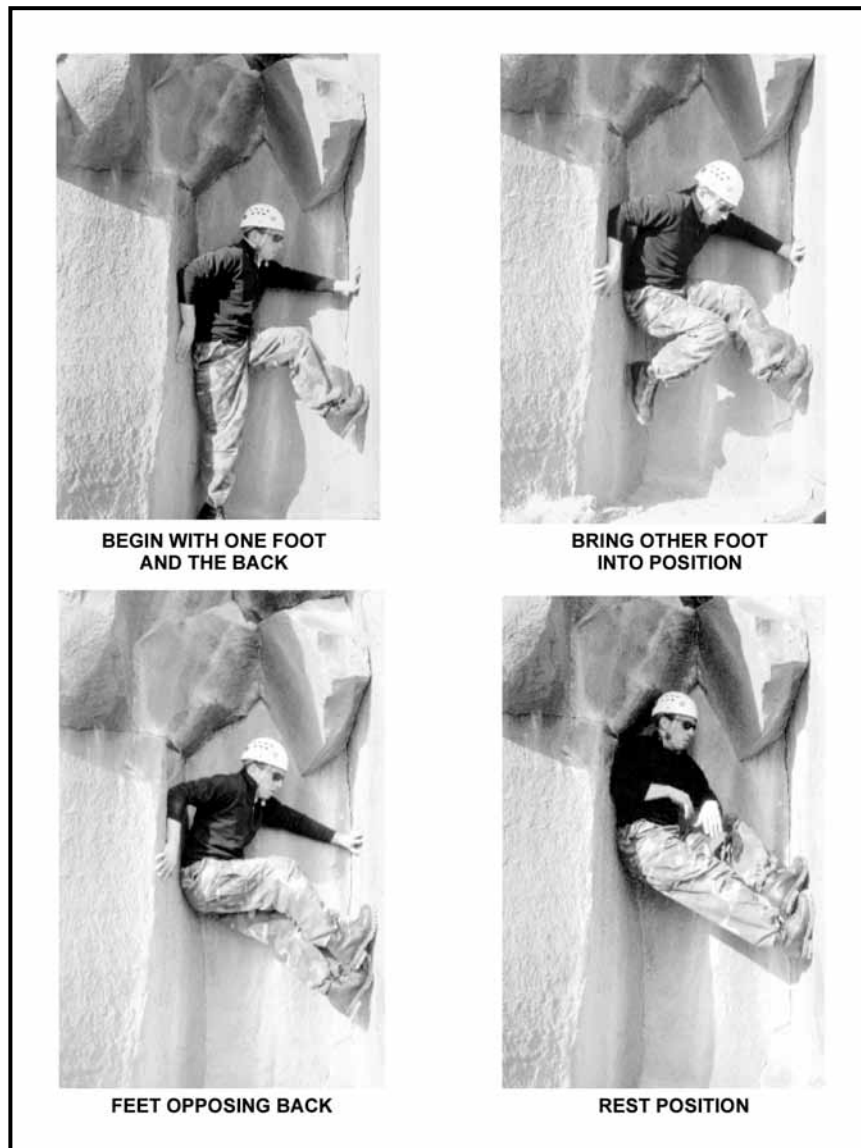 BEGIN WITH ONE FOOT
AND THE BACK
BRING OTHER FOOT
INTO POSITION
FEET OPPOSING BACK
REST POSITION